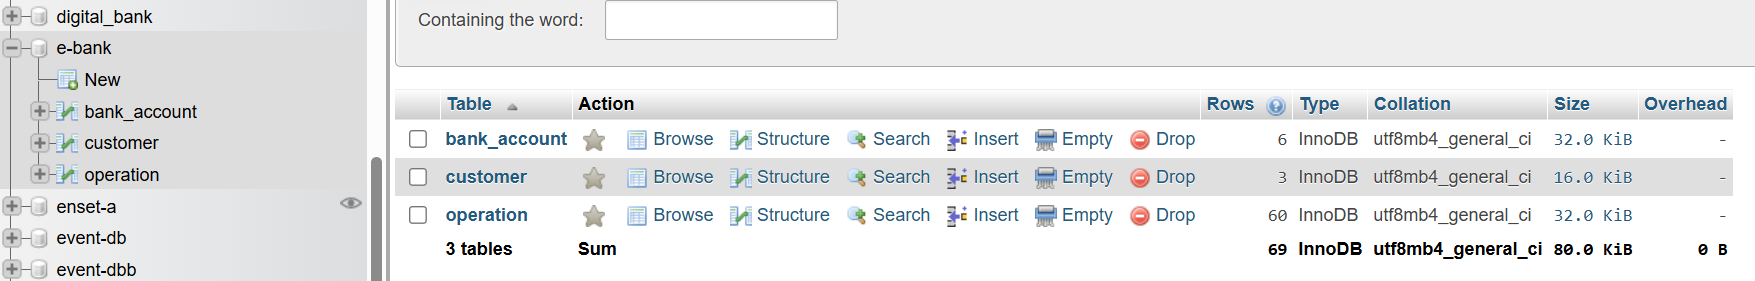 digital_bank
e-bank
New
bank_account
customer
operation
enset-a
event-db
event-dbb
Containing the word:
Table Action Rows Type Collation Size Overhead
bank_account Browse Structure Search Insert Empty Drop 6 InnoDB utf8mb4_general_ci 32.0 KiB -
customer Browse Structure Search Insert Empty Drop 3 InnoDB utf8mb4_general_ci 16.0 KiB -
operation Browse Structure Search Insert Empty Drop 60 InnoDB utf8mb4_general_ci 32.0 KiB -
3 tables Sum 69 InnoDB utf8mb4_general_ci 80.0 KiB 0 B